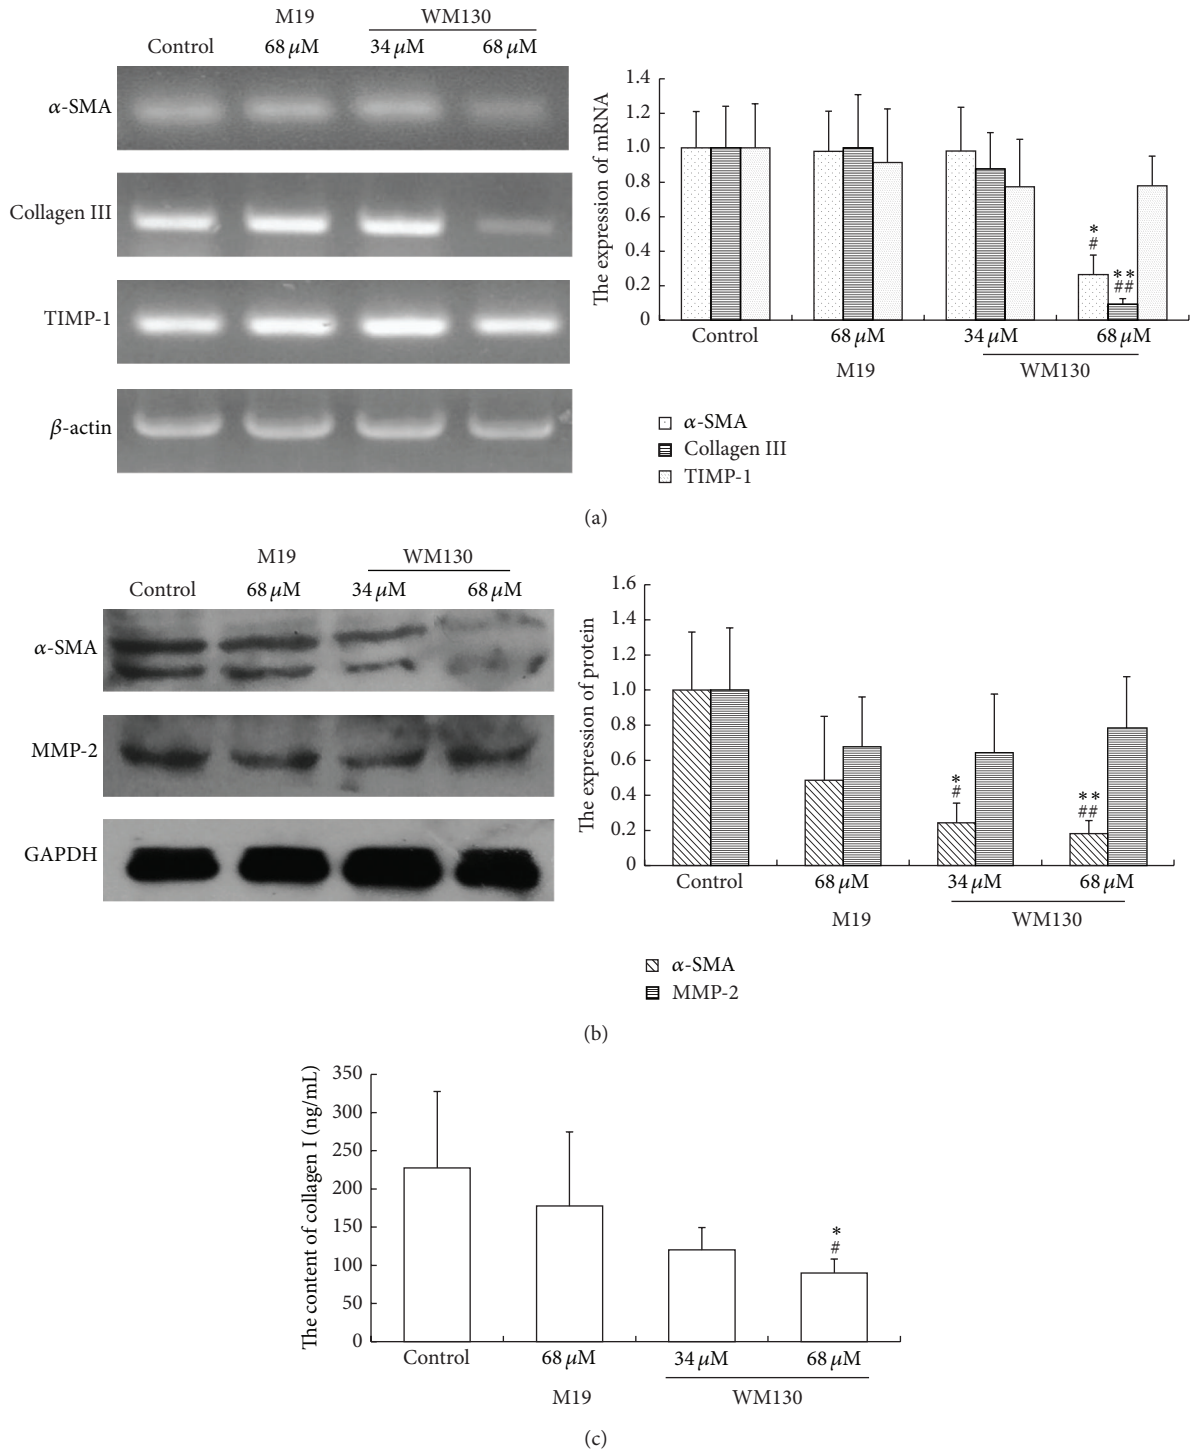 M19 WM130
Control 68 μM 34 μM 68 μM
α-SMA
Collagen III
TIMP-1
β-actin
The expression of mRNA
1.4
1.2
1.0
0.8
0.6
0.4
0.2
0
*
#
**
##
Control 68 μM 34 μM 68 μM
M19 WM130
α-SMA
Collagen III
TIMP-1
(a)
M19 WM130
Control 68 μM 34 μM 68 μM
α-SMA
MMP-2
GAPDH
The expression of protein
1.6
1.4
1.2
1.0
0.8
0.6
0.4
0.2
0
*
#
**
##
Control 68 μM 34 μM 68 μM
M19 WM130
α-SMA
MMP-2
(b)
The content of collagen I (ng/mL)
350
300
250
200
150
100
50
0
*
#
Control 68 μM 34 μM 68 μM
M19 WM130
(c)